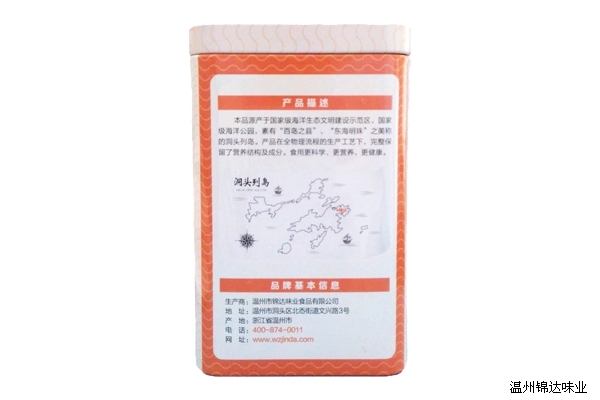 产品描述
本品源产于国家级海洋生态文明建设示范区、国家
级海洋公园，素有“百岛之县”、“东海明珠”之美称
的洞头列岛。产品在全物理流程的生产工艺下，完整保
留了营养结构及成分。食用更科学、更营养、更健康。
洞头列岛
品牌基本信息
生产商：温州市锦达味业食品有限公司
地 址：温州市洞头区北岙街道文兴路3号
产 地：浙江省温州市
电 话：400-874-0011
网 址：www.wzjinda.com
温州锦达味业